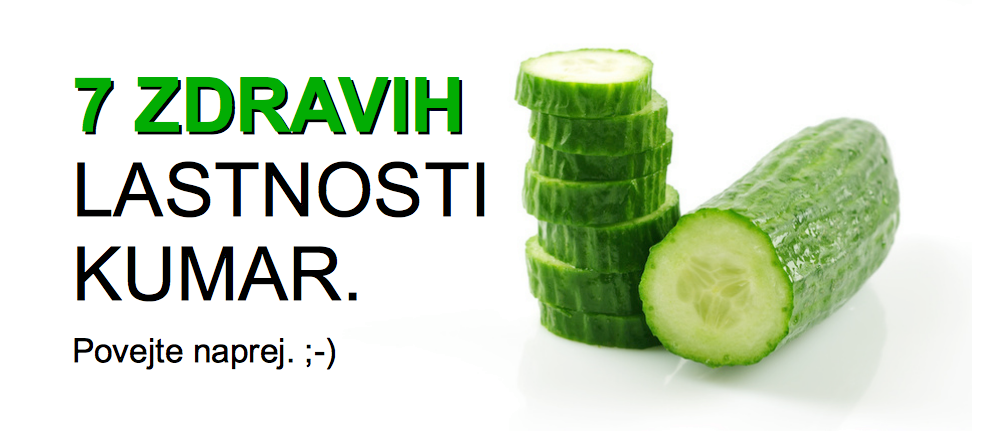 7 ZDRAVIH
LASTNOSTI
KUMAR.
Povejte naprej. ;-)